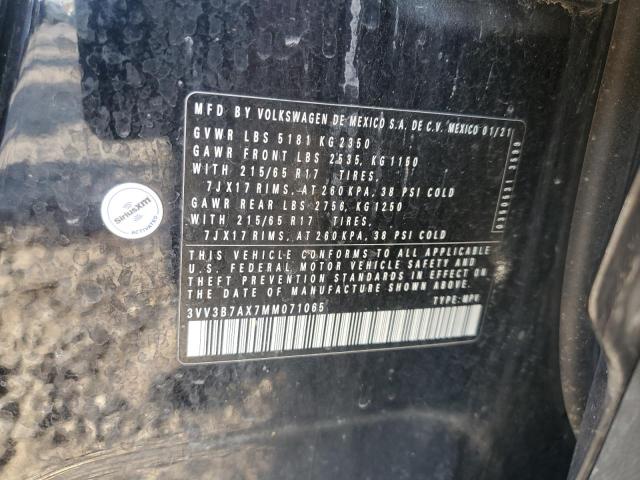 MFD BY VOLKSWAGEN DE MEXICO S.A. DE C.V. MEXICO 01/21
GVWR LBS 5181 KG 2350
GAWR FRONT LBS 2535, KG 1150
WITH 215/65 R17 TIRES,
7JX17 RIMS, AT 260 KPA, 38 PSI COLD
GAWR REAR LBS 2756, KG 1250
WITH 215/65 R17 TIRES,
7JX17 RIMS, AT 260 KPA, 38 PSI COLD
THIS VEHICLE CONFORMS TO ALL APPLICABLE
U.S. FEDERAL MOTOR VEHICLE SAFETY AND
THEFT PREVENTION STANDARDS IN EFFECT ON
THE DATE OF MANUFACTURE SHOWN ABOVE.
3VV3B7AX7MM071065 TYPE: MPV
SiriusXM
ACTIVATED